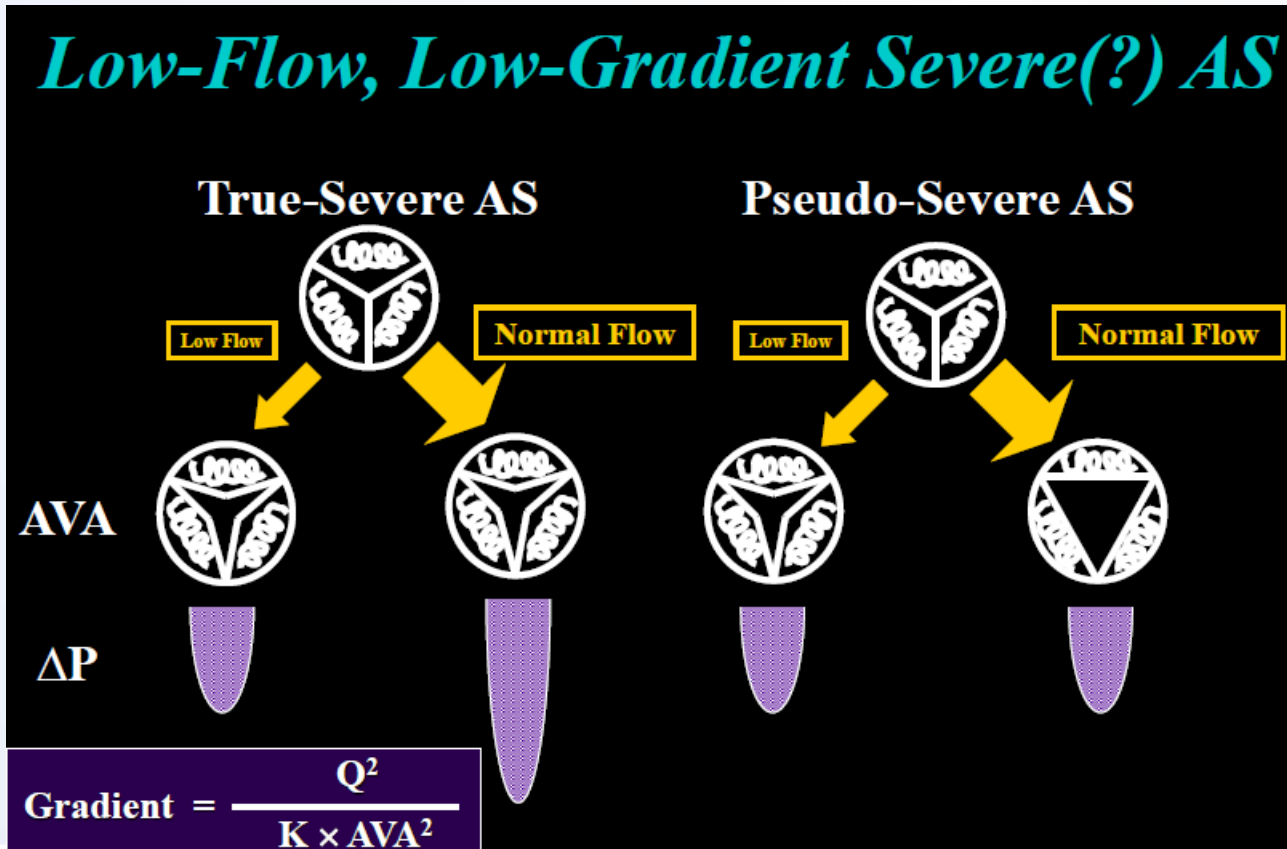 Low-Flow, Low-Gradient Severe(?) AS
True-Severe AS
Pseudo-Severe AS
Low Flow
Normal Flow
Low Flow
Normal Flow
AVA
ΔP
Gradient = Q² / K × AVA²